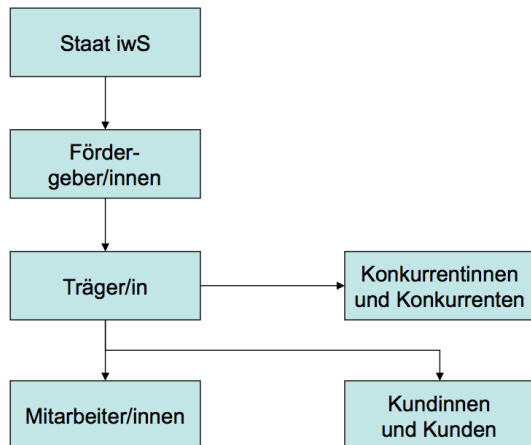 Staat iwS
Förder-
geber/innen
Träger/in
Konkurrentinnen
und Konkurrenten
Mitarbeiter/innen
Kundinnen
und Kunden